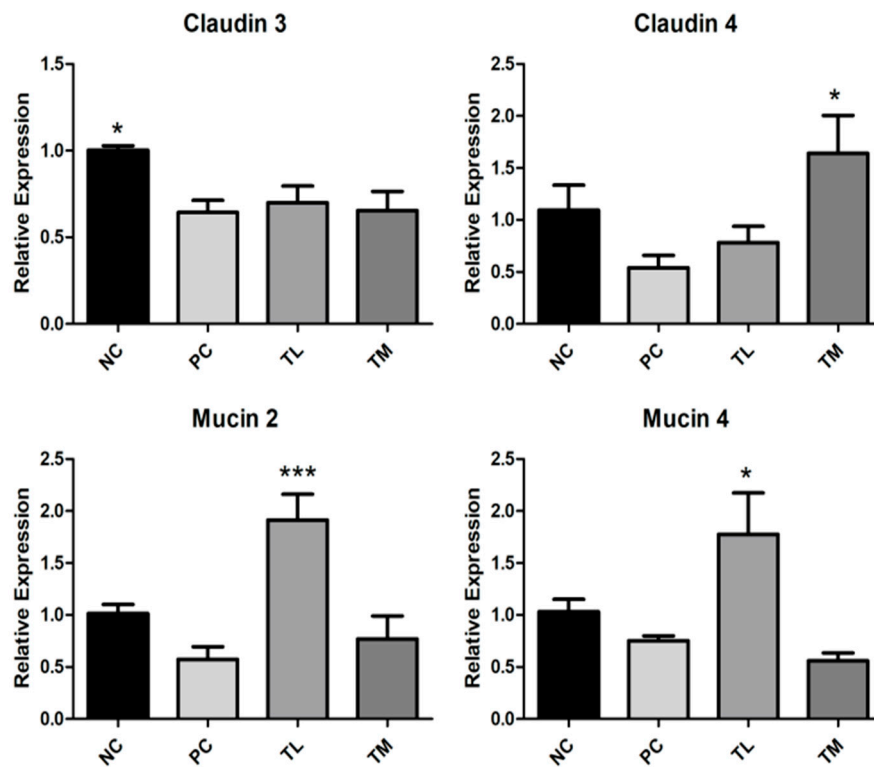 Claudin 3
Relative Expression
1.5
1.0
0.5
0.0
*
NC PC TL TM
Claudin 4
Relative Expression
2.5
2.0
1.5
1.0
0.5
0.0
*
NC PC TL TM
Mucin 2
Relative Expression
2.5
2.0
1.5
1.0
0.5
0.0
***
NC PC TL TM
Mucin 4
Relative Expression
2.5
2.0
1.5
1.0
0.5
0.0
*
NC PC TL TM